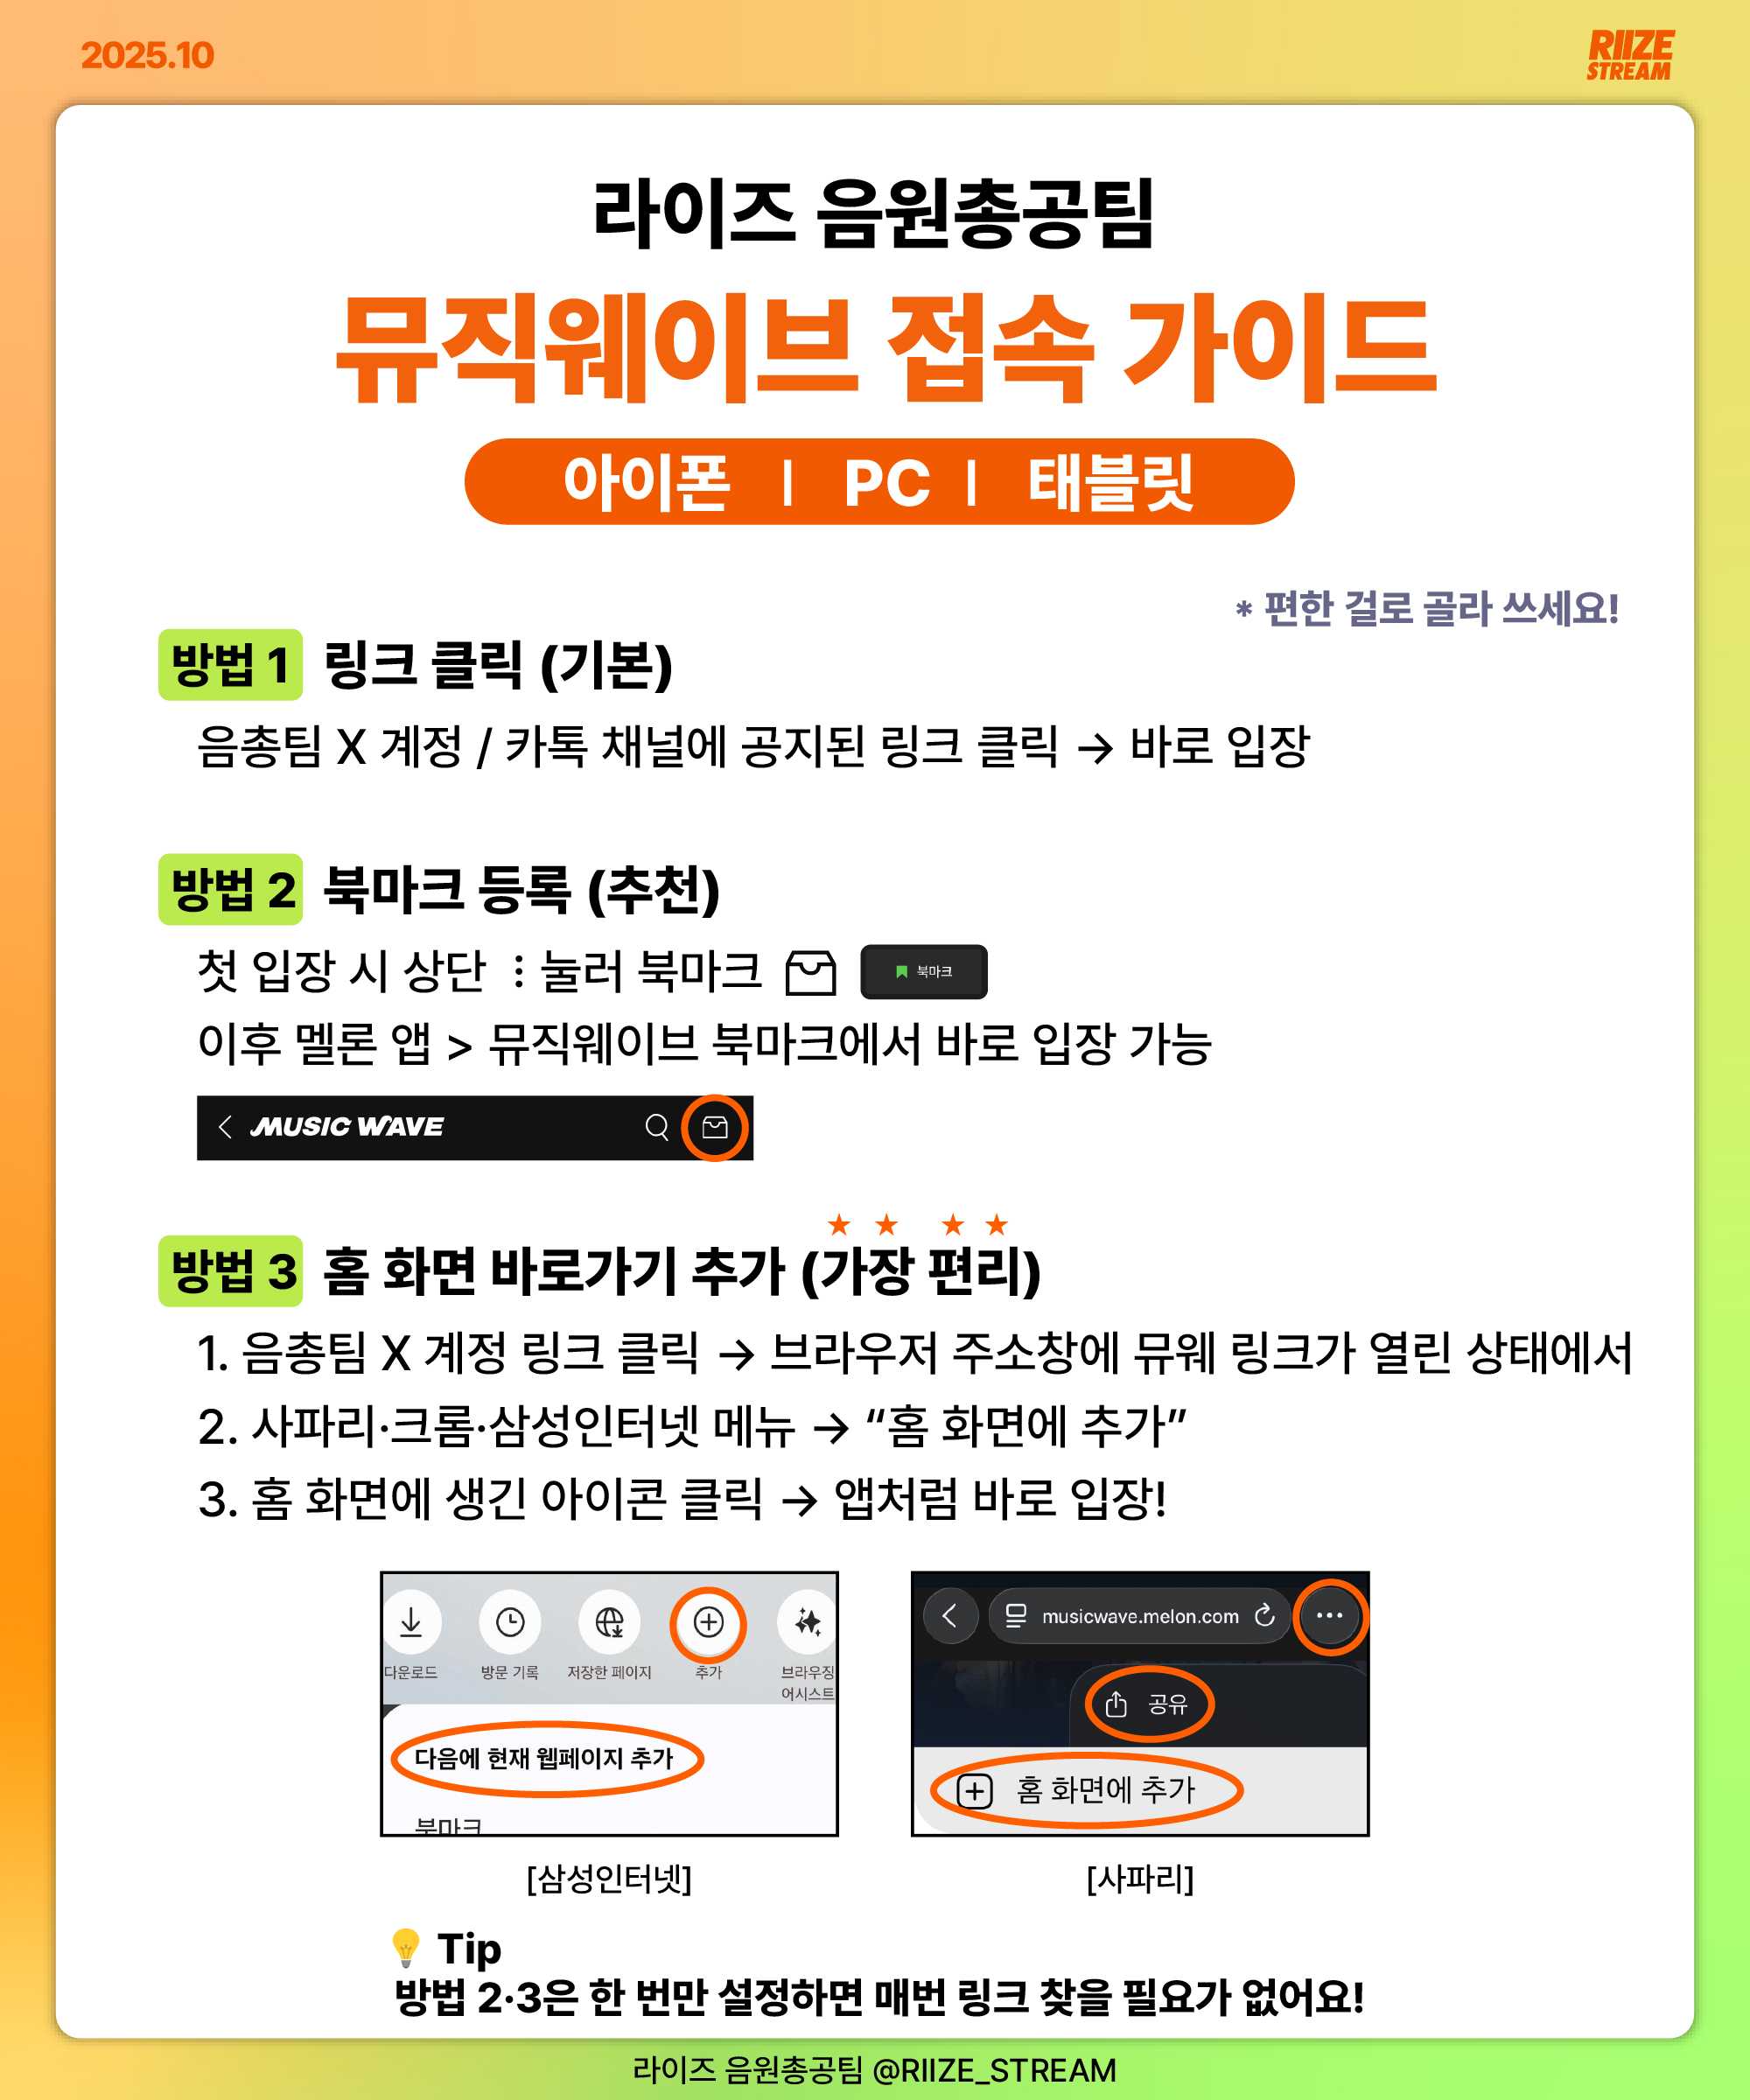 2025.10
RIIZE
STREAM
라이즈 음원총공팀
뮤직웨이브 접속 가이드
아이폰 | PC | 태블릿
* 편한 걸로 골라 쓰세요!
방법 1 링크 클릭 (기본)
음총팀 X 계정 / 카톡 채널에 공지된 링크 클릭 → 바로 입장
방법 2 북마크 등록 (추천)
첫 입장 시 상단 ⋮ 눌러 북마크 북마크
이후 멜론 앱 > 뮤직웨이브 북마크에서 바로 입장 가능
MUSIC WAVE
★ ★ ★ ★
방법 3 홈 화면 바로가기 추가 (가장 편리)
1. 음총팀 X 계정 링크 클릭 → 브라우저 주소창에 뮤웨 링크가 열린 상태에서
2. 사파리·크롬·삼성인터넷 메뉴 → “홈 화면에 추가”
3. 홈 화면에 생긴 아이콘 클릭 → 앱처럼 바로 입장!
다운로드 방문 기록 저장한 페이지 추가 브라우징
어시스트
다음에 현재 웹페이지 추가
북마크
[삼성인터넷]
musicwave.melon.com
공유
홈 화면에 추가
[사파리]
💡 Tip
방법 2·3은 한 번만 설정하면 매번 링크 찾을 필요가 없어요!
라이즈 음원총공팀 @RIIZE_STREAM